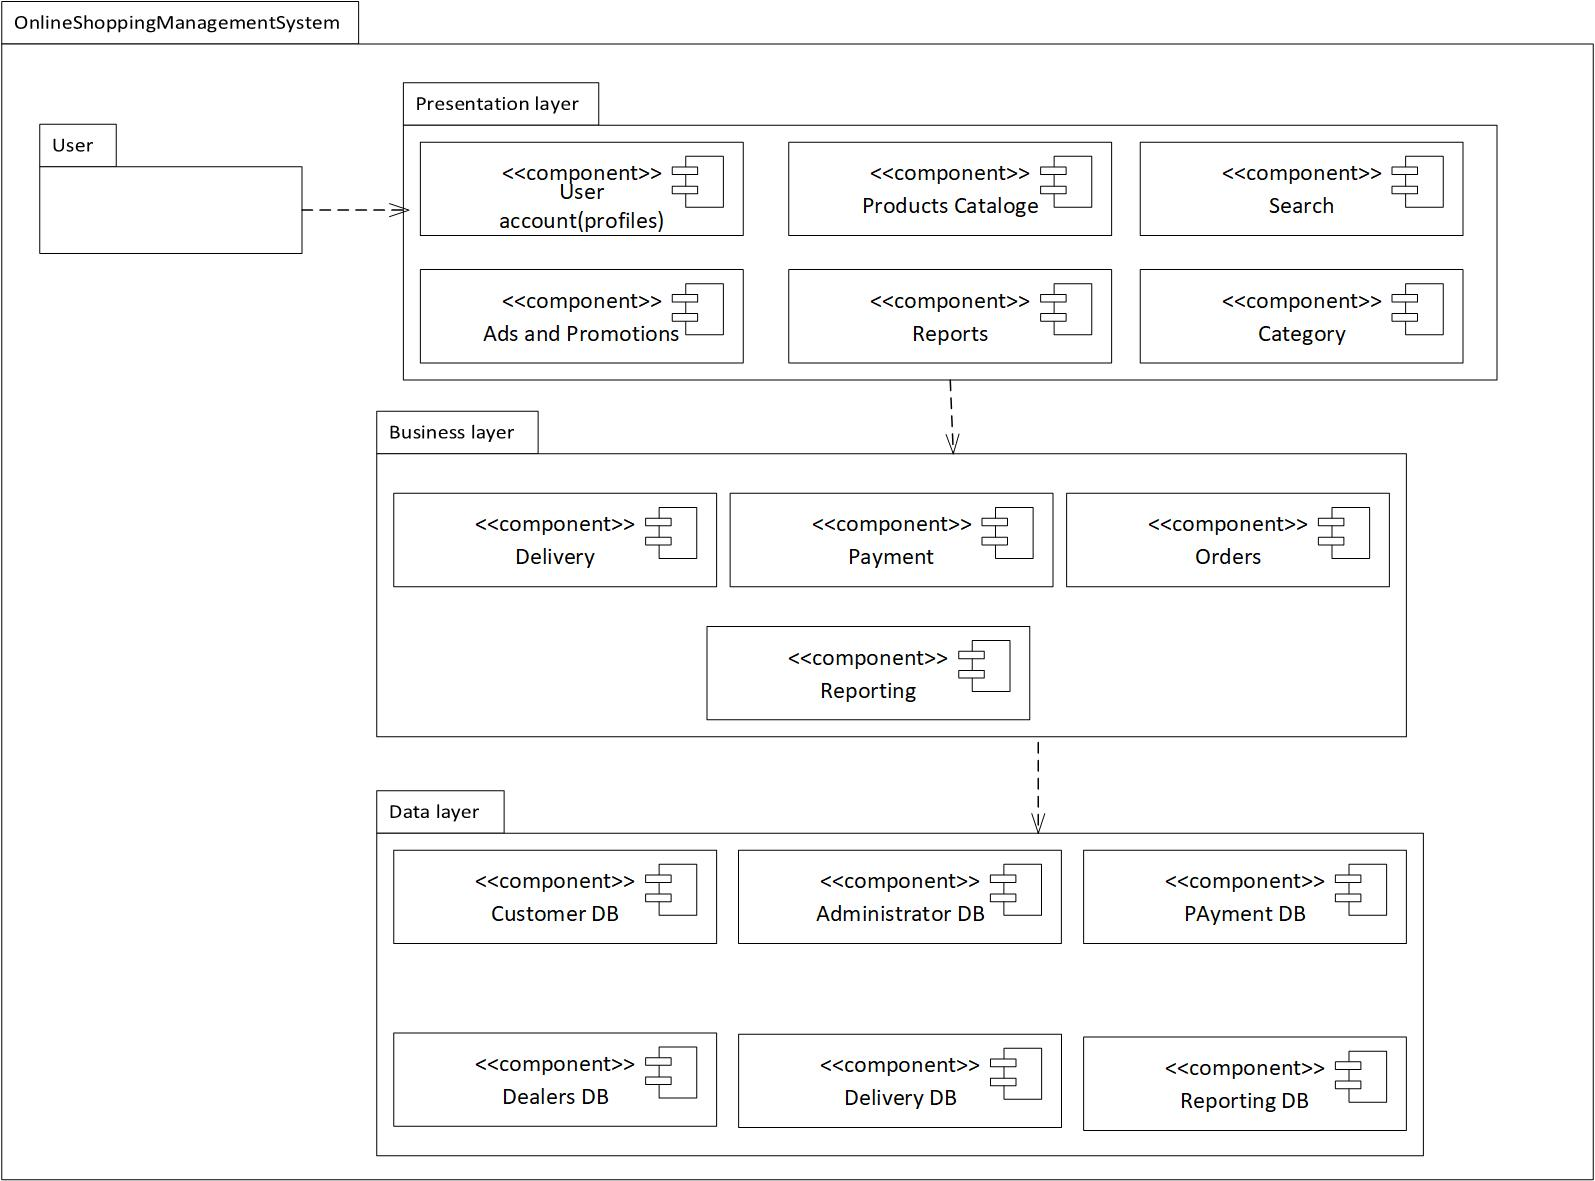 OnlineShoppingManagementSystem
User
Presentation layer
<<component>>
User
account(profiles)
<<component>>
Products Cataloge
<<component>>
Search
<<component>>
Ads and Promotions
<<component>>
Reports
<<component>>
Category
Business layer
<<component>>
Delivery
<<component>>
Payment
<<component>>
Orders
<<component>>
Reporting
Data layer
<<component>>
Customer DB
<<component>>
Administrator DB
<<component>>
PAyment DB
<<component>>
Dealers DB
<<component>>
Delivery DB
<<component>>
Reporting DB